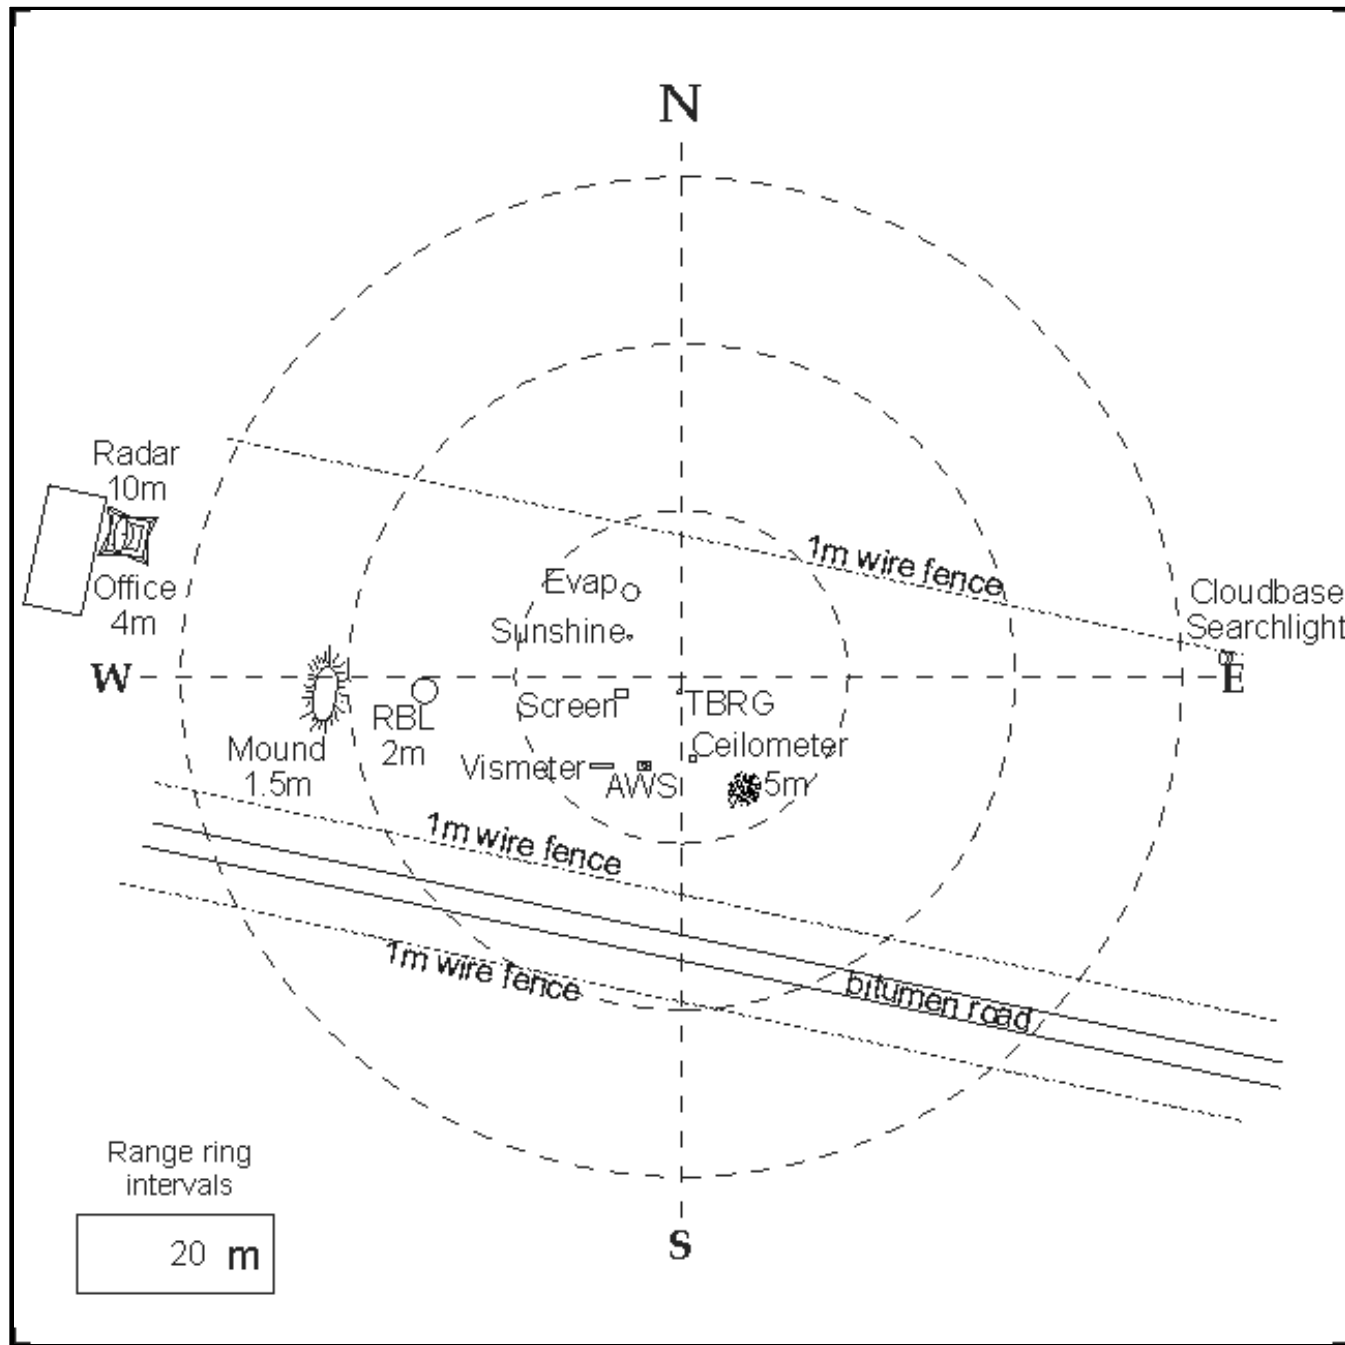 N
Radar
10m
Office
4m
1m wire fence
Cloudbase
Searchlight
Evap
Sunshine
W
E
Screen
TBRG
RBL
2m
Mound
1.5m
Vismeter
AWS
Ceilometer
5m
1m wire fence
1m wire fence
bitumen road
Range ring
intervals
20 m
S